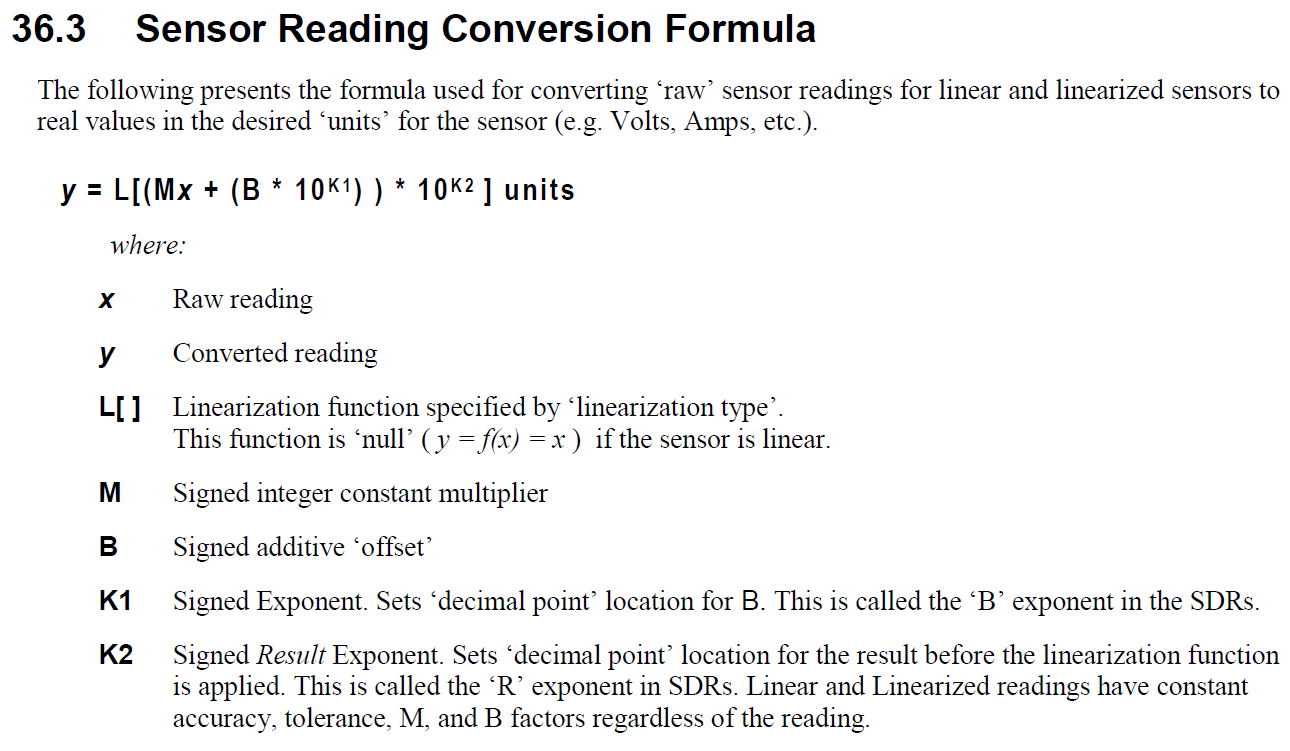 36.3 Sensor Reading Conversion Formula
The following presents the formula used for converting ‘raw’ sensor readings for linear and linearized sensors to
real values in the desired ‘units’ for the sensor (e.g. Volts, Amps, etc.).
y = L[(Mx + (B * 10^K1) ) * 10^K2 ] units
where:
x Raw reading
y Converted reading
L[ ] Linearization function specified by ‘linearization type’.
This function is ‘null’ ( y = f(x) = x ) if the sensor is linear.
M Signed integer constant multiplier
B Signed additive ‘offset’
K1 Signed Exponent. Sets ‘decimal point’ location for B. This is called the ‘B’ exponent in the SDRs.
K2 Signed Result Exponent. Sets ‘decimal point’ location for the result before the linearization function
is applied. This is called the ‘R’ exponent in SDRs. Linear and Linearized readings have constant
accuracy, tolerance, M, and B factors regardless of the reading.